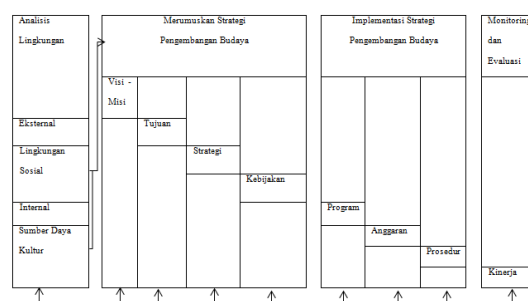 Analisis
Lingkungan
Eksternal
Lingkungan
Sosial
Internal
Sumber Daya
Kultur
Merumuskan Strategi
Pengembangan Budaya
Visi -
Misi
Tujuan
Strategi
Kebijakan
Implementasi Strategi
Pengembangan Budaya
Program
Anggaran
Prosedur
Monitoring
dan
Evaluasi
Kinerja